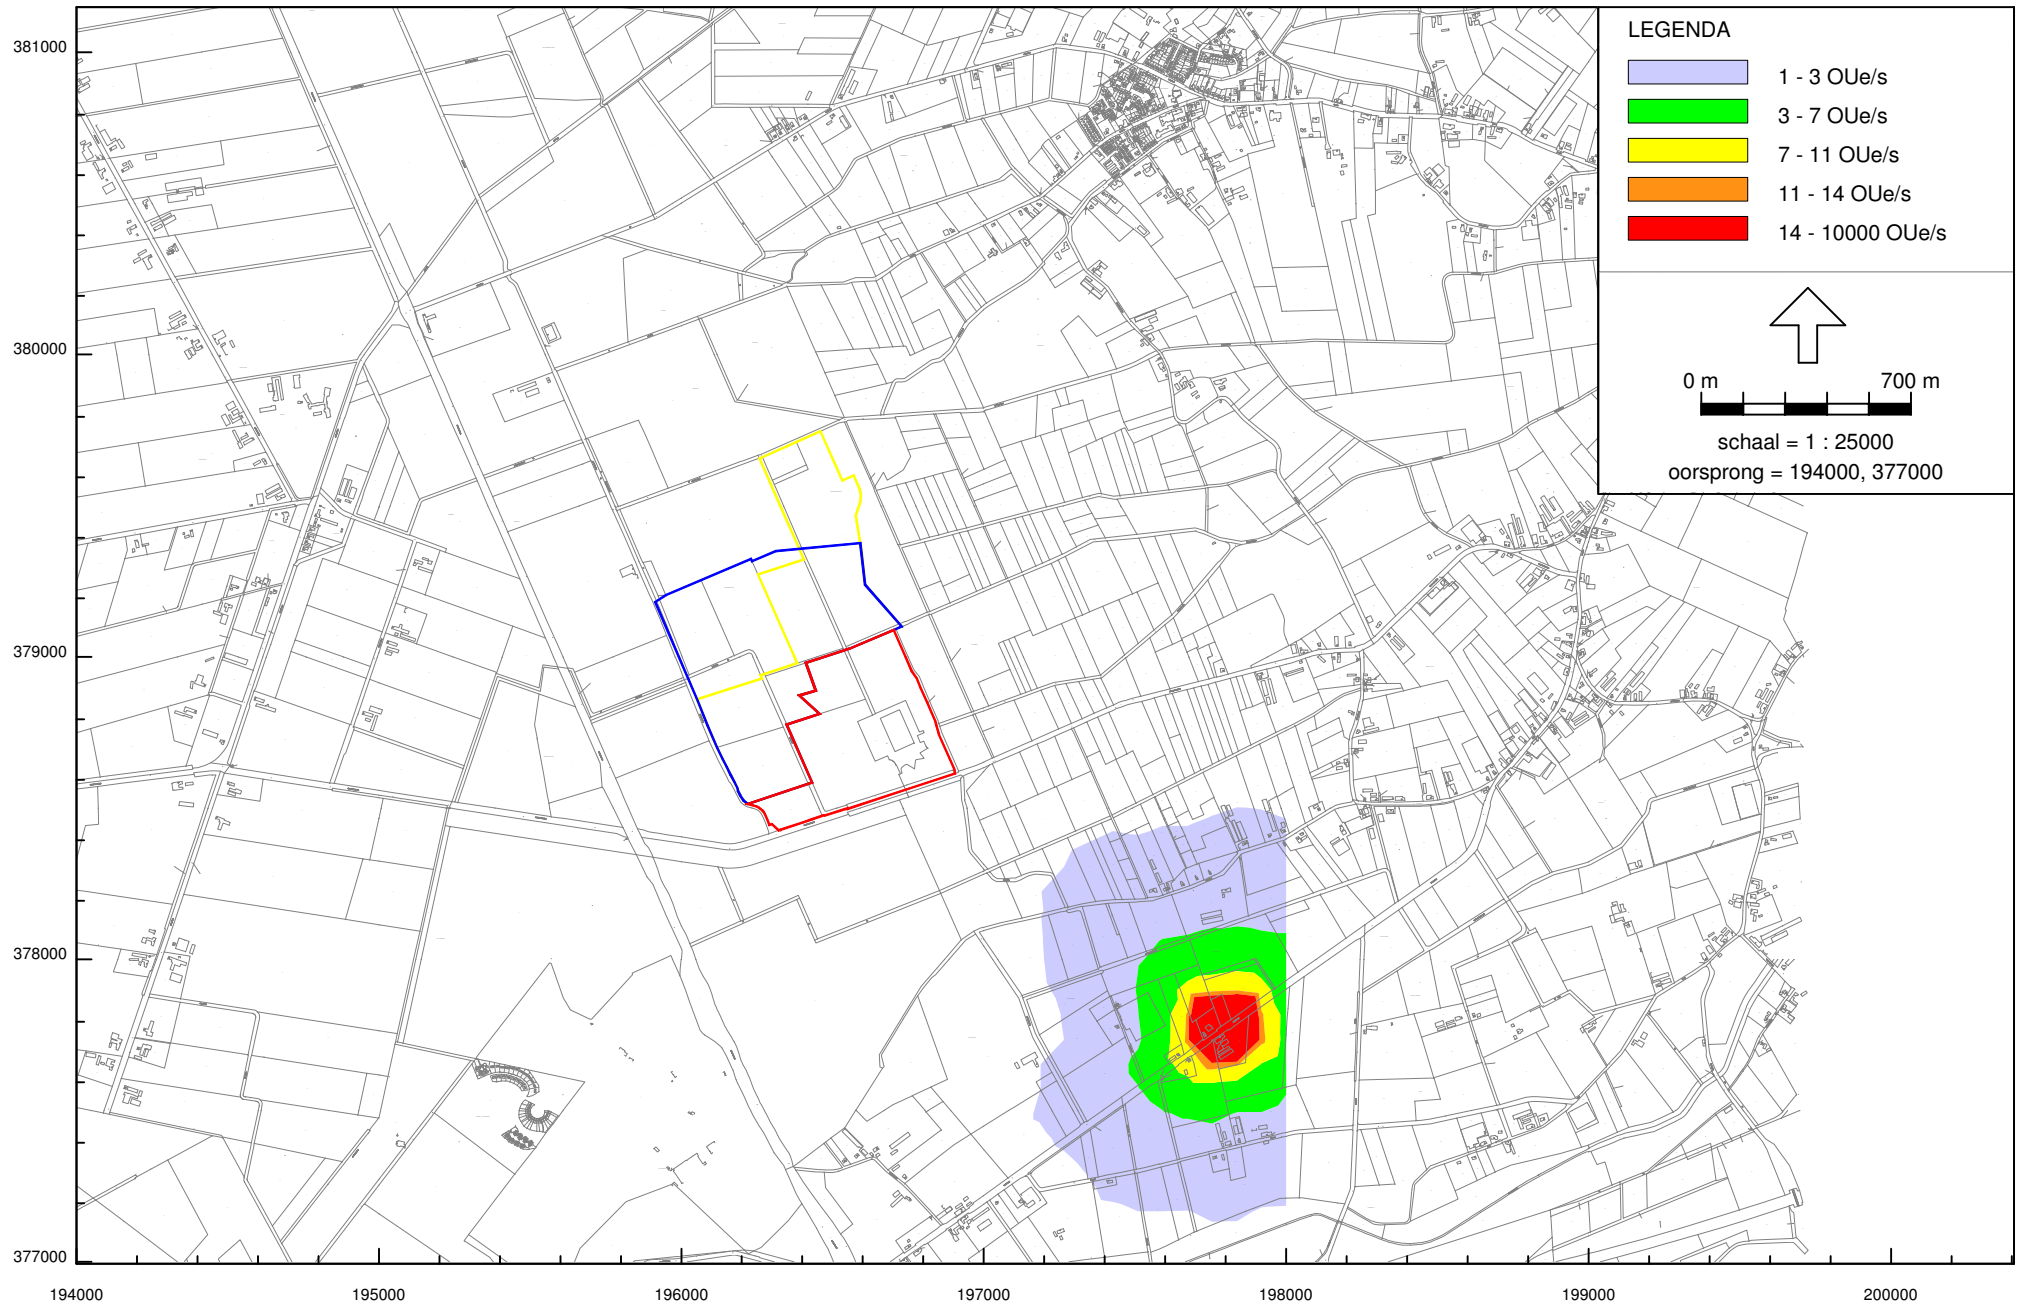 LEGENDA
1 - 3 OUe/s
3 - 7 OUe/s
7 - 11 OUe/s
11 - 14 OUe/s
14 - 10000 OUe/s
0 m 700 m
schaal = 1 : 25000
oorsprong = 194000, 377000
381000
380000
379000
378000
377000
194000 195000 196000 197000 198000 199000 200000